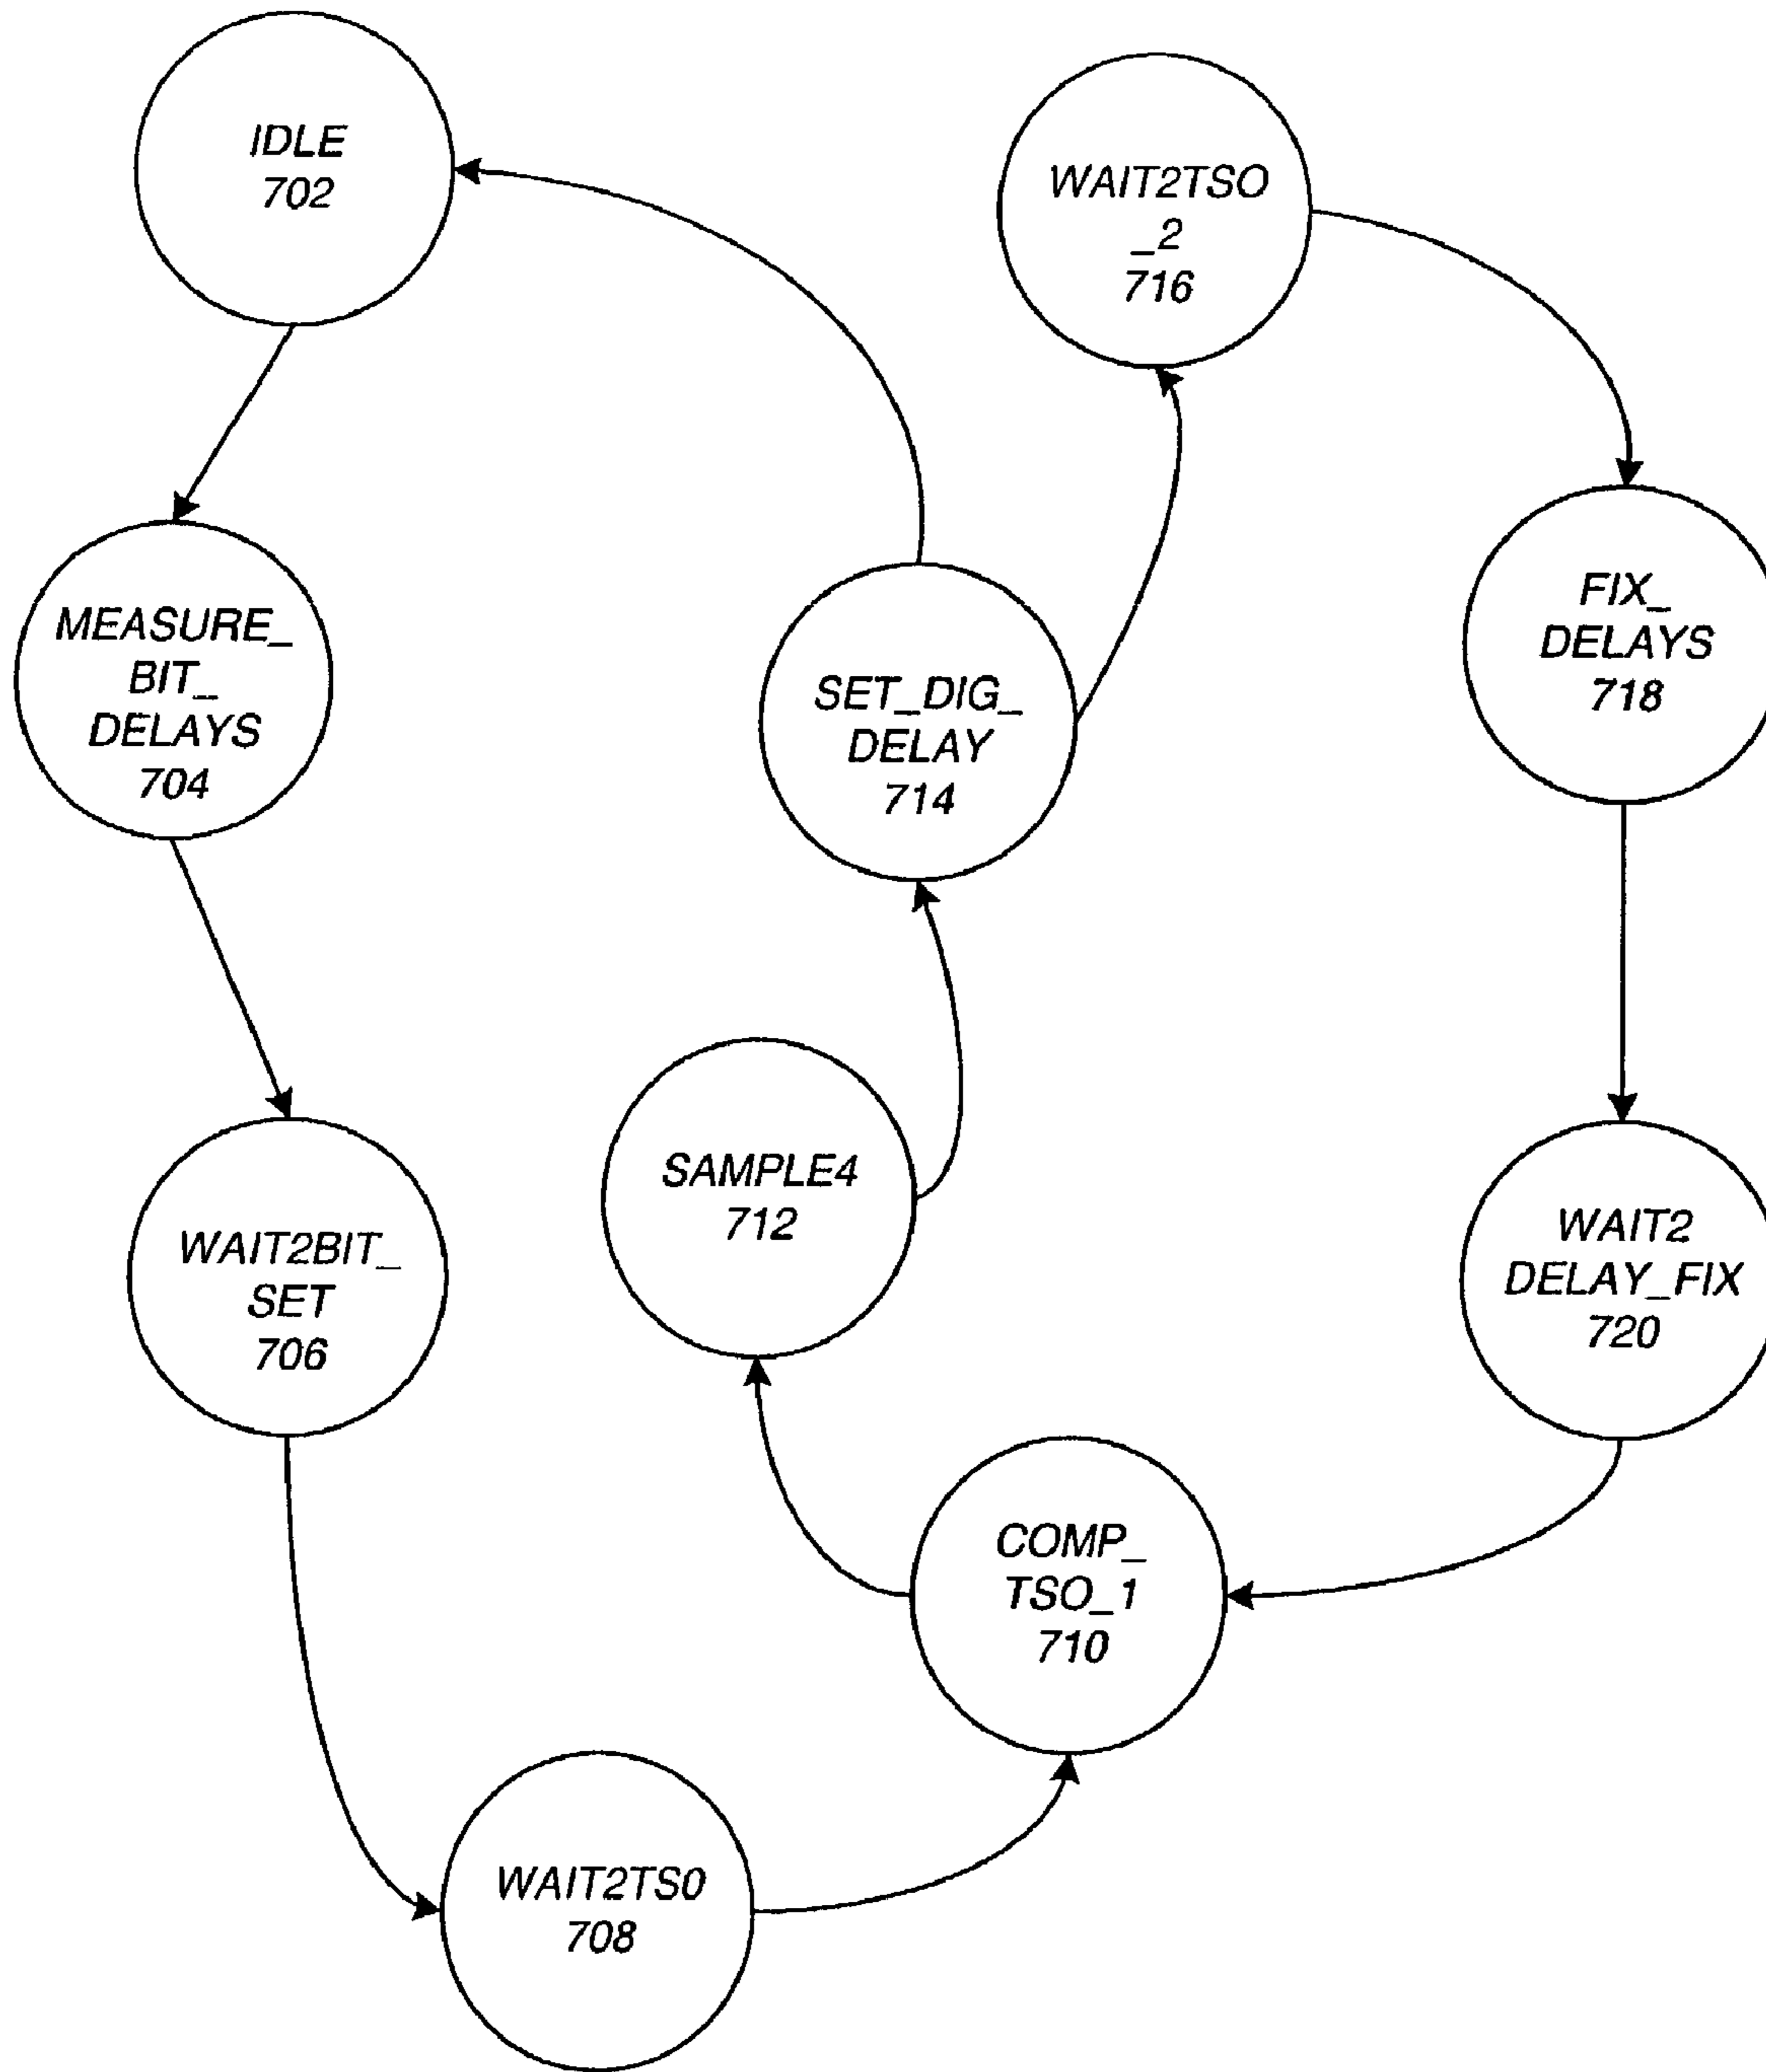 IDLE
702
WAIT2TSO
_2
716
MEASURE_
BIT_
DELAYS
704
SET_DIG_
DELAY
714
FIX_
DELAYS
718
WAIT2BIT_
SET
706
SAMPLE4
712
WAIT2
DELAY_FIX
720
COMP_
TSO_1
710
WAIT2TS0
708